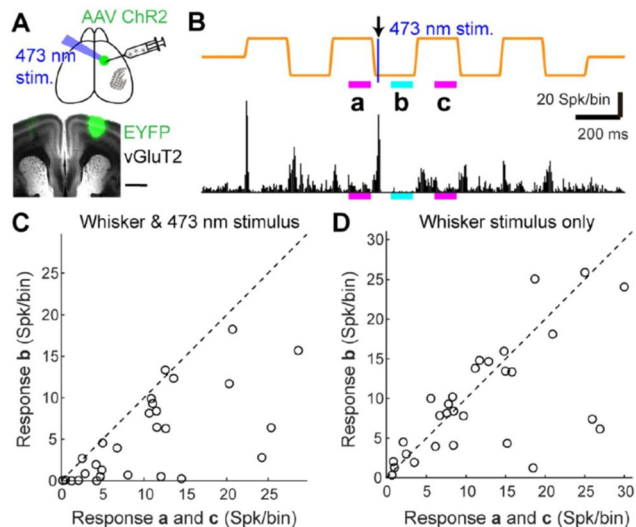 A
AAV ChR2
473 nm
stim.
EYFP
vGluT2
B
473 nm stim.
a b c
20 Spk/bin
200 ms
C Whisker & 473 nm stimulus
Response b (Spk/bin)
25
20
15
10
5
0
0 5 10 15 20 25
Response a and c (Spk/bin)
D Whisker stimulus only
Response b (Spk/bin)
30
25
20
15
10
5
0
0 5 10 15 20 25 30
Response a and c (Spk/bin)